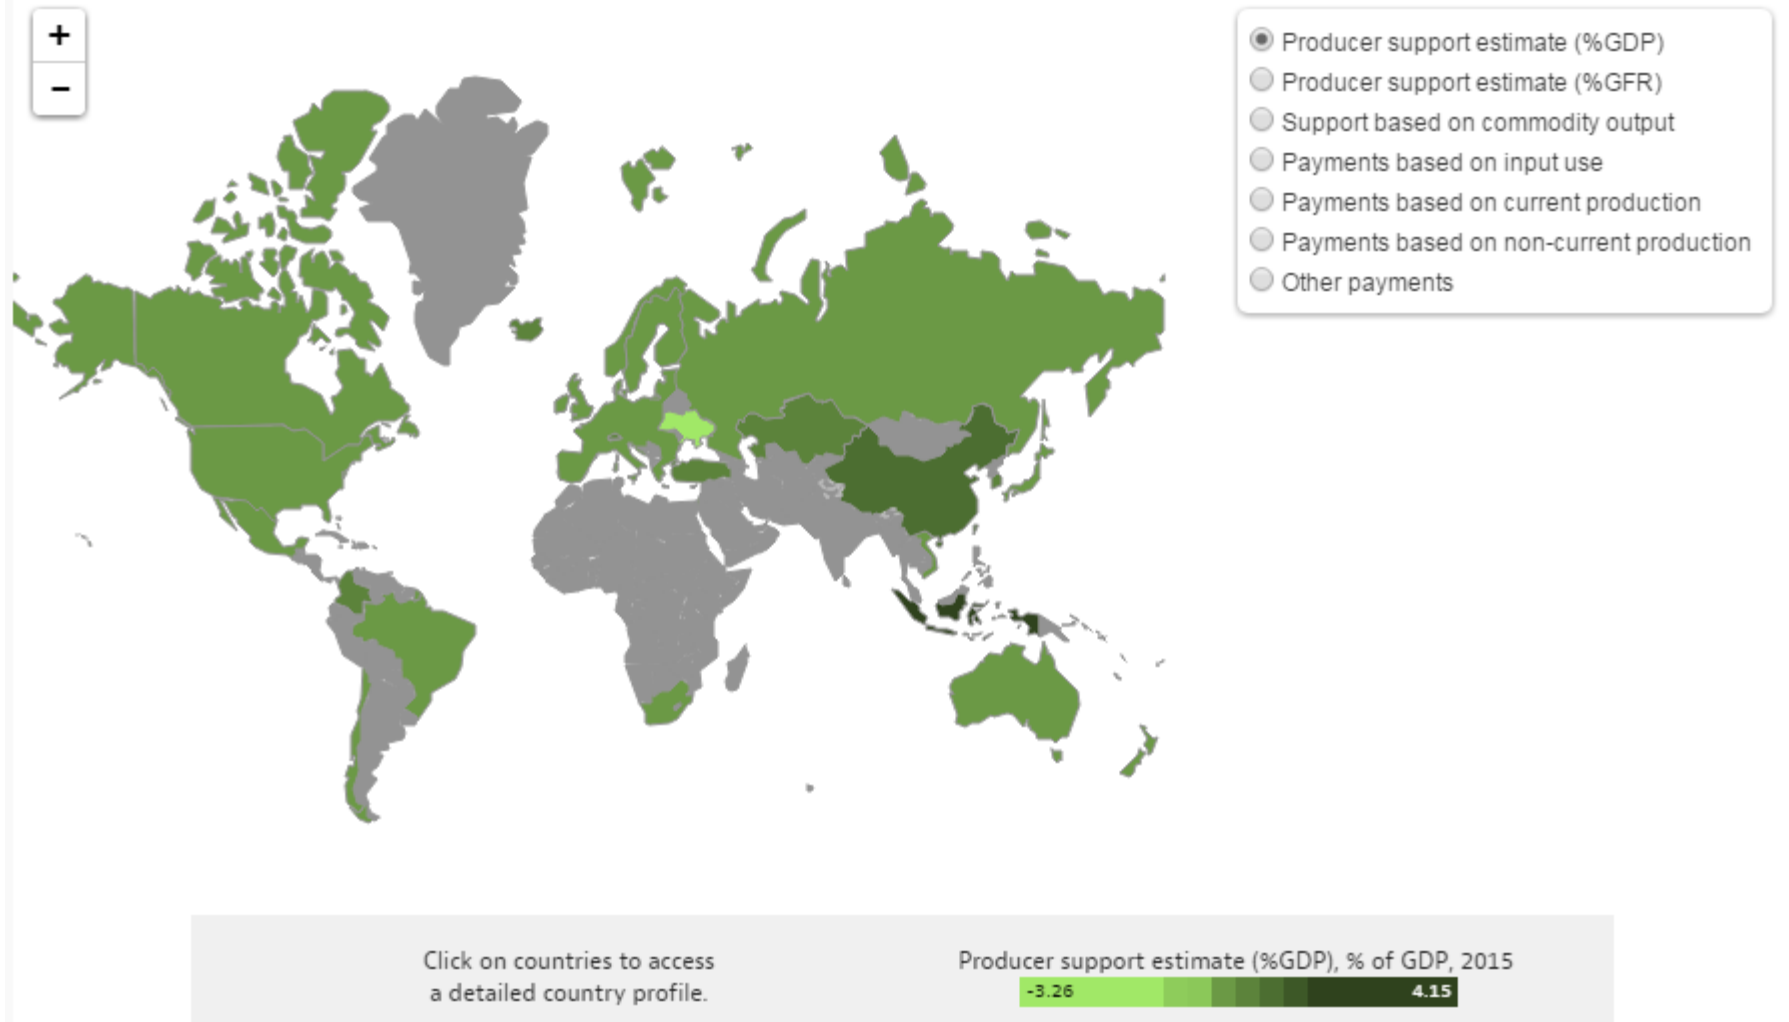 +
−
Producer support estimate (%GDP)
Producer support estimate (%GFR)
Support based on commodity output
Payments based on input use
Payments based on current production
Payments based on non-current production
Other payments
Click on countries to access
a detailed country profile.
Producer support estimate (%GDP), % of GDP, 2015
-3.26 4.15